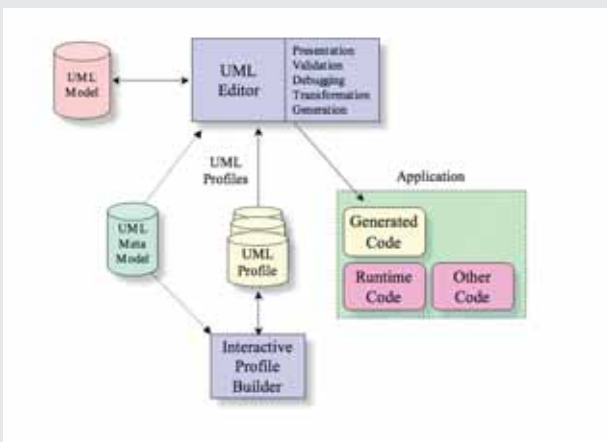 UML
Model
UML
Editor
Presentation
Validation
Debugging
Transformation
Generation
UML
Profiles
Application
UML
Meta
Model
UML
Profile
Generated
Code
Runtime
Code
Other
Code
Interactive
Profile
Builder